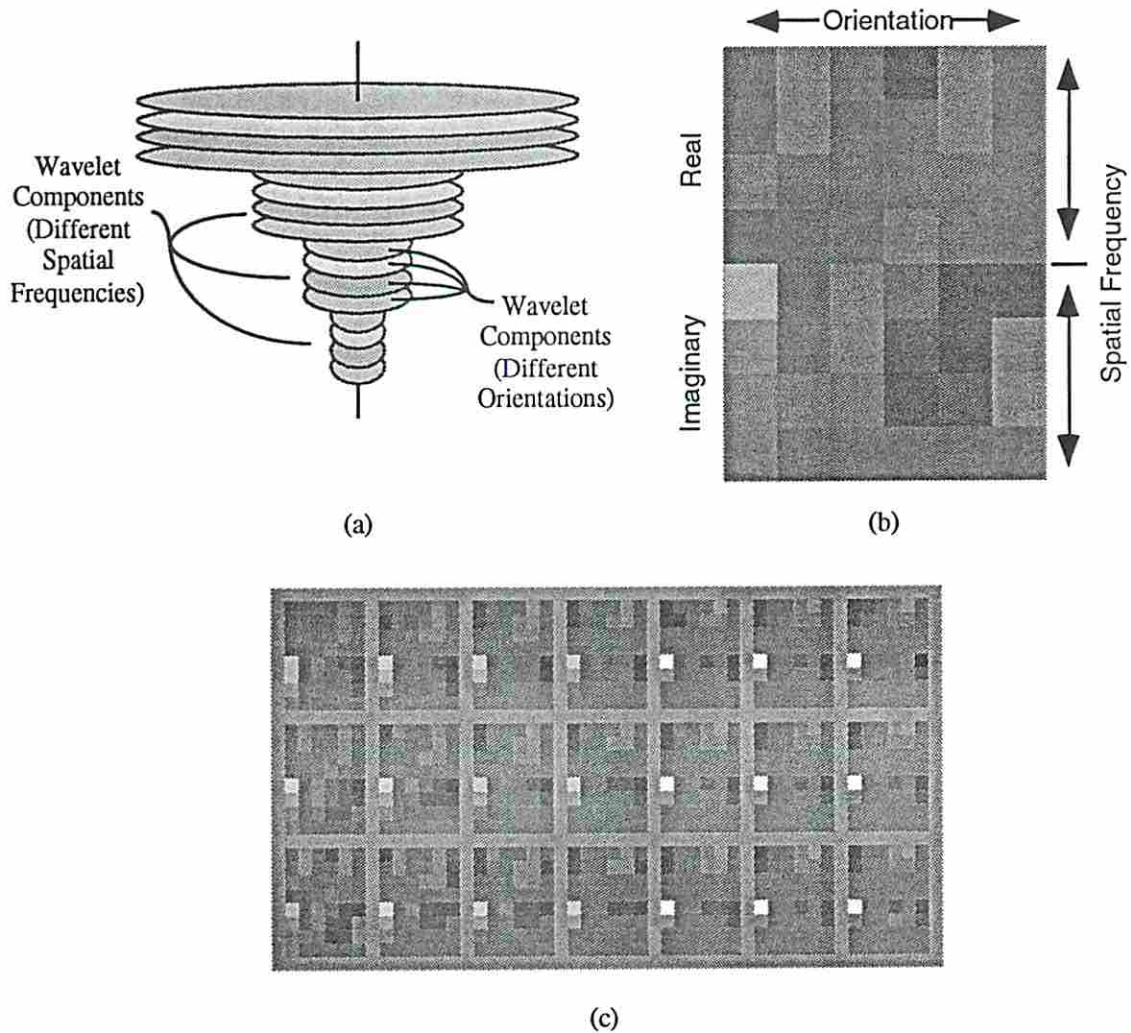 Wavelet
Components
(Different
Spatial
Frequencies)
Wavelet
Components
(Different
Orientations)
(a)
Orientation
Real
Imaginary
Spatial Frequency
(b)
(c)